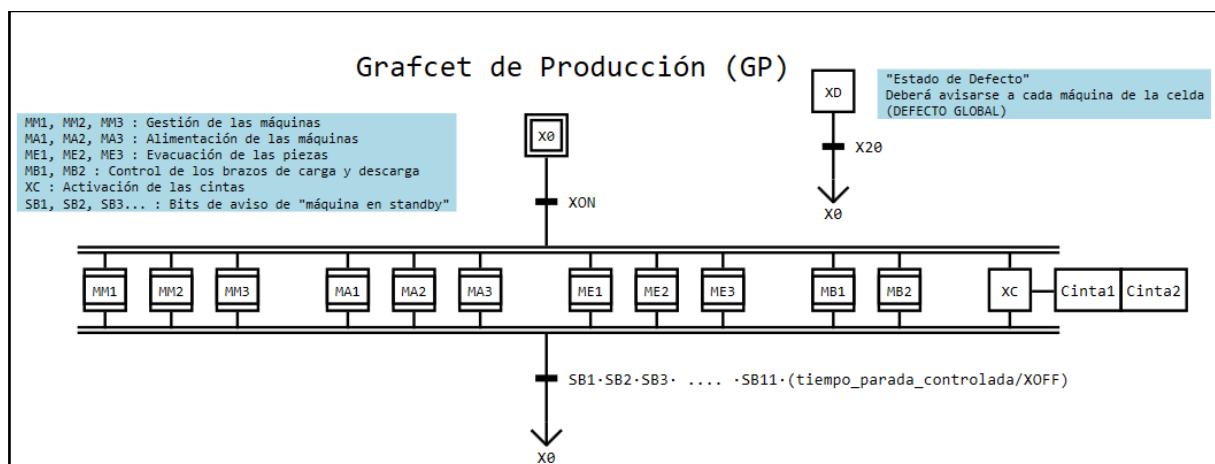 Grafcet de Producción (GP)
XD
"Estado de Defecto"
Deberá avisarse a cada máquina de la celda
(DEFECTO GLOBAL)
MM1, MM2, MM3 : Gestión de las máquinas
MA1, MA2, MA3 : Alimentación de las máquinas
ME1, ME2, ME3 : Evacuación de las piezas
MB1, MB2 : Control de los brazos de carga y descarga
XC : Activación de las cintas
SB1, SB2, SB3... : Bits de aviso de "máquina en standby"
X0
X20
XON
X0
MM1 MM2 MM3 MA1 MA2 MA3 ME1 ME2 ME3 MB1 MB2 XC Cinta1 Cinta2
SB1·SB2·SB3· .... ·SB11·(tiempo_parada_controlada/XOFF)
X0